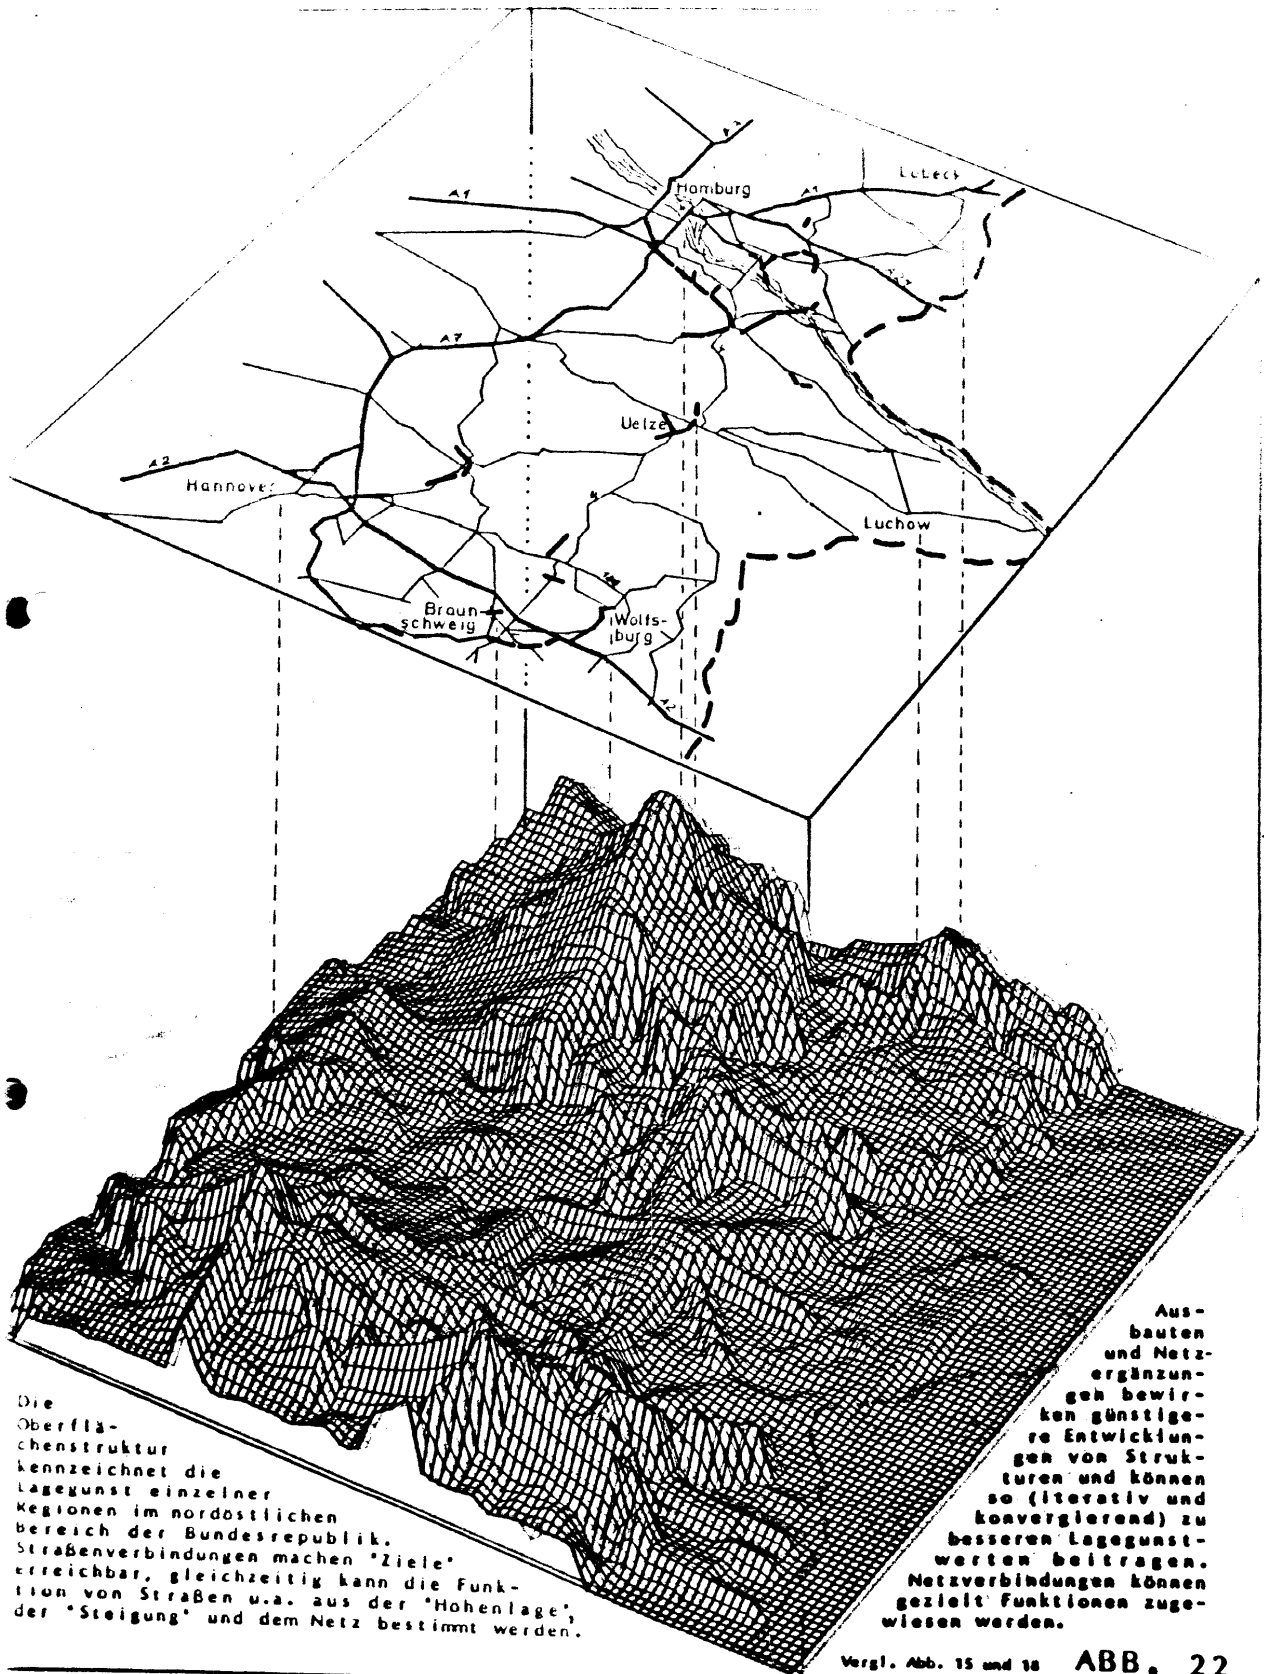 Hamburg
Lübeck
A1
A1
A7
Uelze
A2
Hannover
Luchow
Braun-
schweig
Wolfs-
burg
A2
Aus-
bauten
und Netz-
ergänzun-
gen bewir-
ken günstige-
re Entwicklun-
gen von Struk-
turen und können
so (iterativ und
konvergierend) zu
besseren Lagegunst-
werten beitragen.
Netzverbindungen können
gezielt Funktionen zuge-
wiesen werden.
Die
Oberflä-
chenstruktur
kennzeichnet die
Lagegunst einzelner
Regionen im nordöstlichen
Bereich der Bundesrepublik.
Straßenverbindungen machen "Ziele"
erreichbar, gleichzeitig kann die Funk-
tion von Straßen u.a. aus der "Höhenlage",
der "Steigung" und dem Netz bestimmt werden.
Vergl. Abb. 15 und 18 ABB. 22